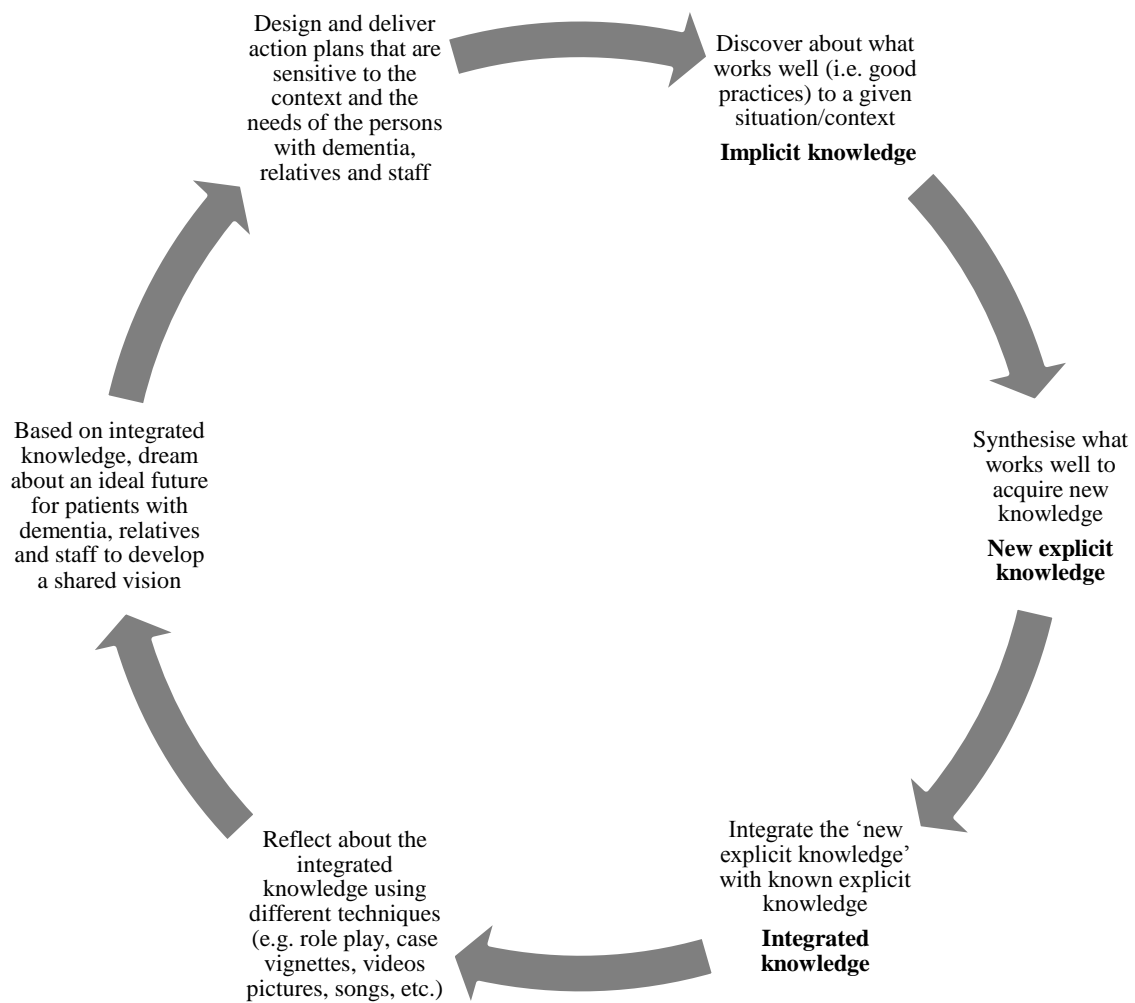 Design and deliver
action plans that are
sensitive to the
context and the
needs of the persons
with dementia,
relatives and staff
Discover about what
works well (i.e. good
practices) to a given
situation/context
Implicit knowledge
Synthesise what
works well to
acquire new
knowledge
New explicit
knowledge
Integrate the ‘new
explicit knowledge’
with known explicit
knowledge
Integrated
knowledge
Reflect about the
integrated
knowledge using
different techniques
(e.g. role play, case
vignettes, videos
pictures, songs, etc.)
Based on integrated
knowledge, dream
about an ideal future
for patients with
dementia, relatives
and staff to develop
a shared vision